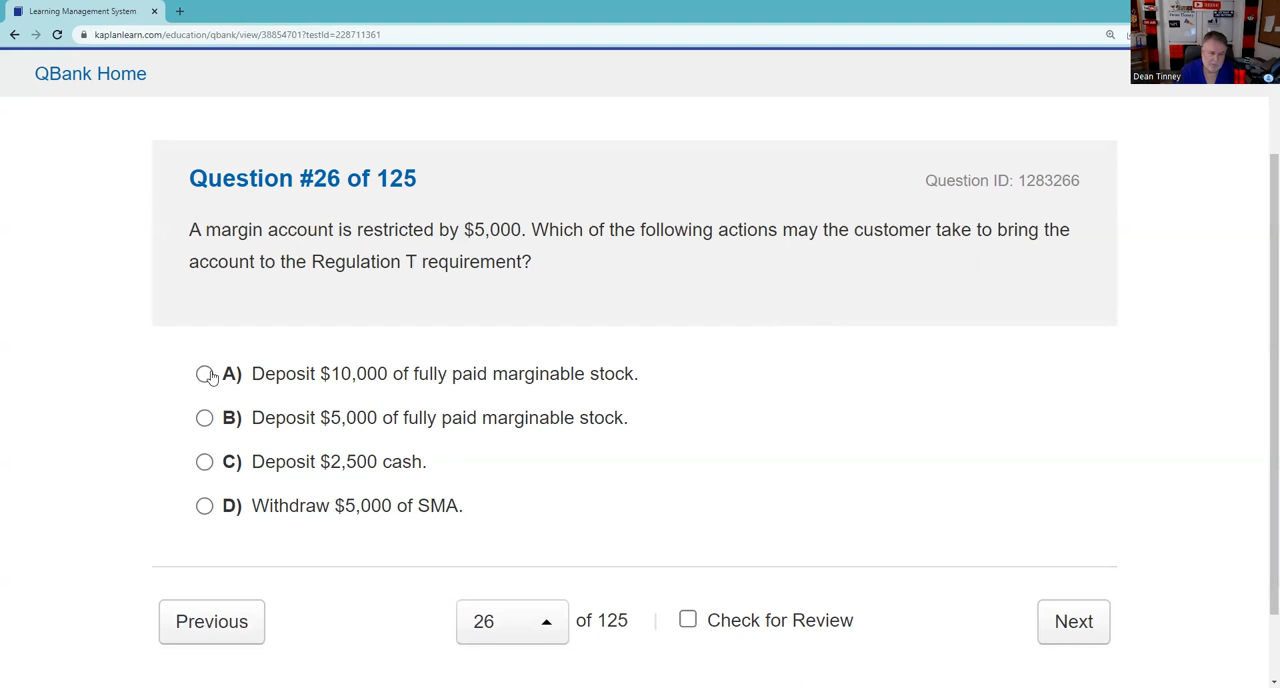 Learning Management System
kaplanlearn.com/education/qbank/view/38854701?testId=228711361
Dean Tinney
QBank Home
Question #26 of 125
Question ID: 1283266
A margin account is restricted by $5,000. Which of the following actions may the customer take to bring the
account to the Regulation T requirement?
A) Deposit $10,000 of fully paid marginable stock.
B) Deposit $5,000 of fully paid marginable stock.
C) Deposit $2,500 cash.
D) Withdraw $5,000 of SMA.
Previous
26 of 125
Check for Review
Next